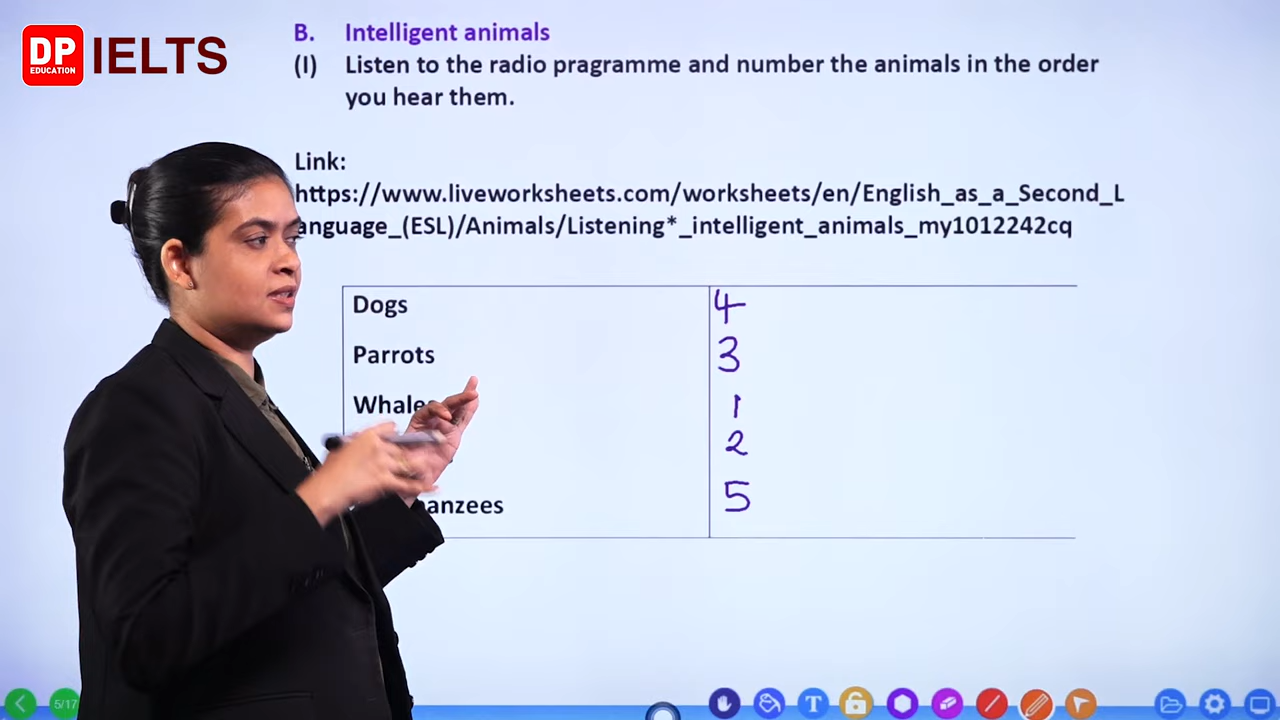 DP
EDUCATION
IELTS
B. Intelligent animals
(I) Listen to the radio pragramme and number the animals in the order
you hear them.
Link:
https://www.liveworksheets.com/worksheets/en/English_as_a_Second_L
anguage_(ESL)/Animals/Listening*_intelligent_animals_my1012242cq
Dogs 4
Parrots 3
Whales 1
2
anzees 5
5/17
T